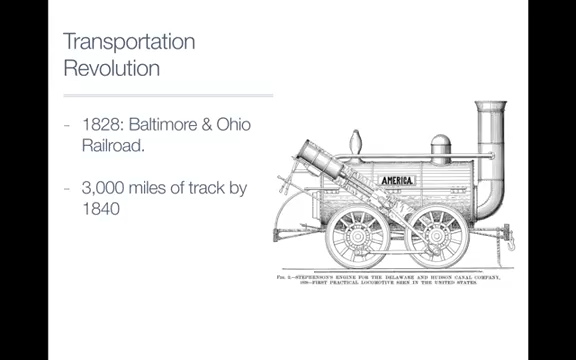 Transportation
Revolution
- 1828: Baltimore & Ohio
Railroad.
- 3,000 miles of track by
1840
AMERICA.
FIG. 2.—STEPHENSON'S ENGINE FOR THE DELAWARE AND HUDSON CANAL COMPANY,
1828—FIRST PRACTICAL LOCOMOTIVE SEEN IN THE UNITED STATES.